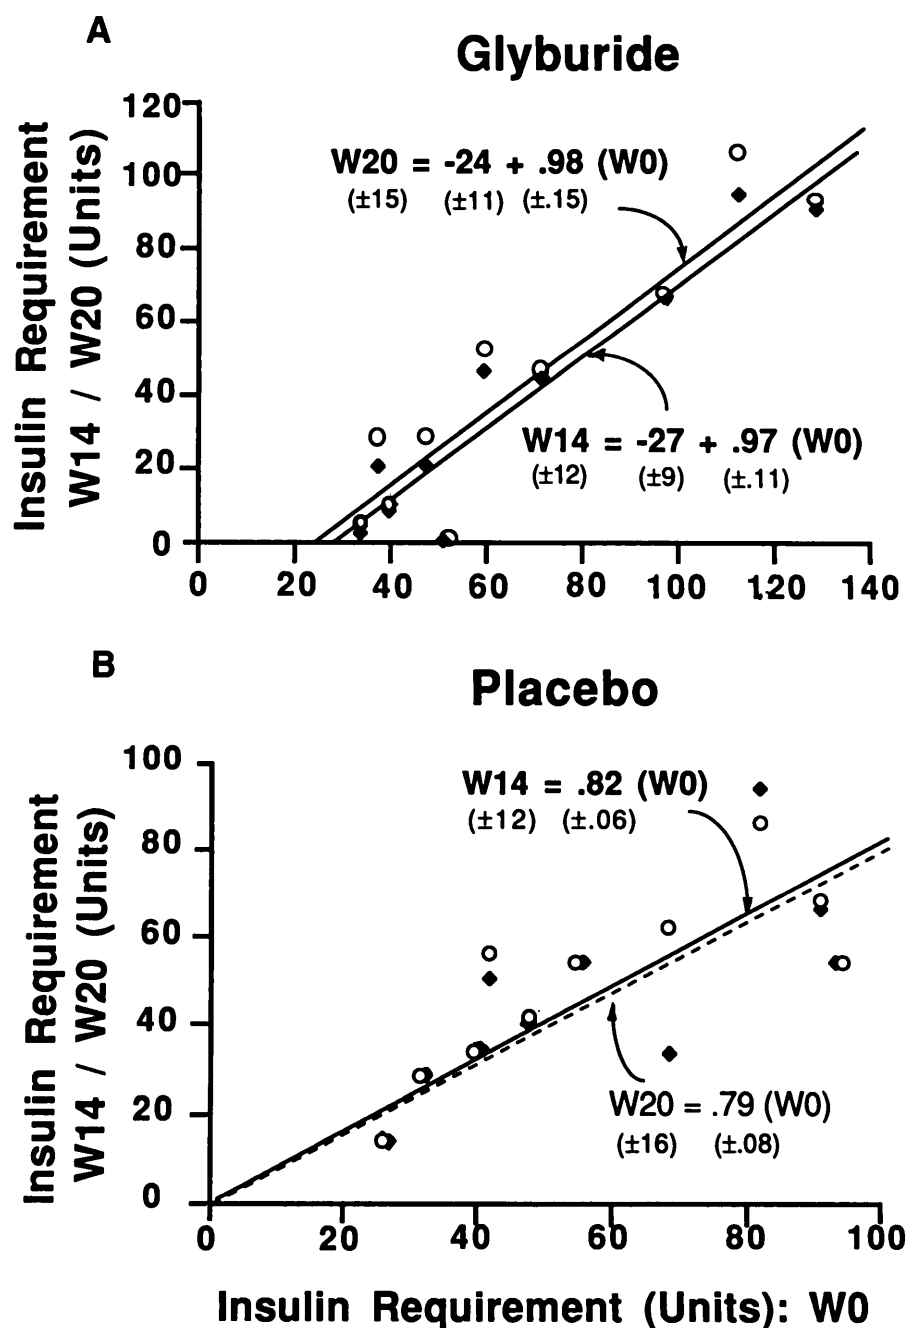 A
Glyburide
Insulin Requirement
W14 / W20 (Units)
120
100
80
60
40
20
0
W20 = -24 + .98 (W0)
(±15) (±11) (±.15)
W14 = -27 + .97 (W0)
(±12) (±9) (±.11)
0 20 40 60 80 100 120 140
B
Placebo
Insulin Requirement
W14 / W20 (Units)
100
80
60
40
20
0
W14 = .82 (W0)
(±12) (±.06)
W20 = .79 (W0)
(±16) (±.08)
0 20 40 60 80 100
Insulin Requirement (Units): W0